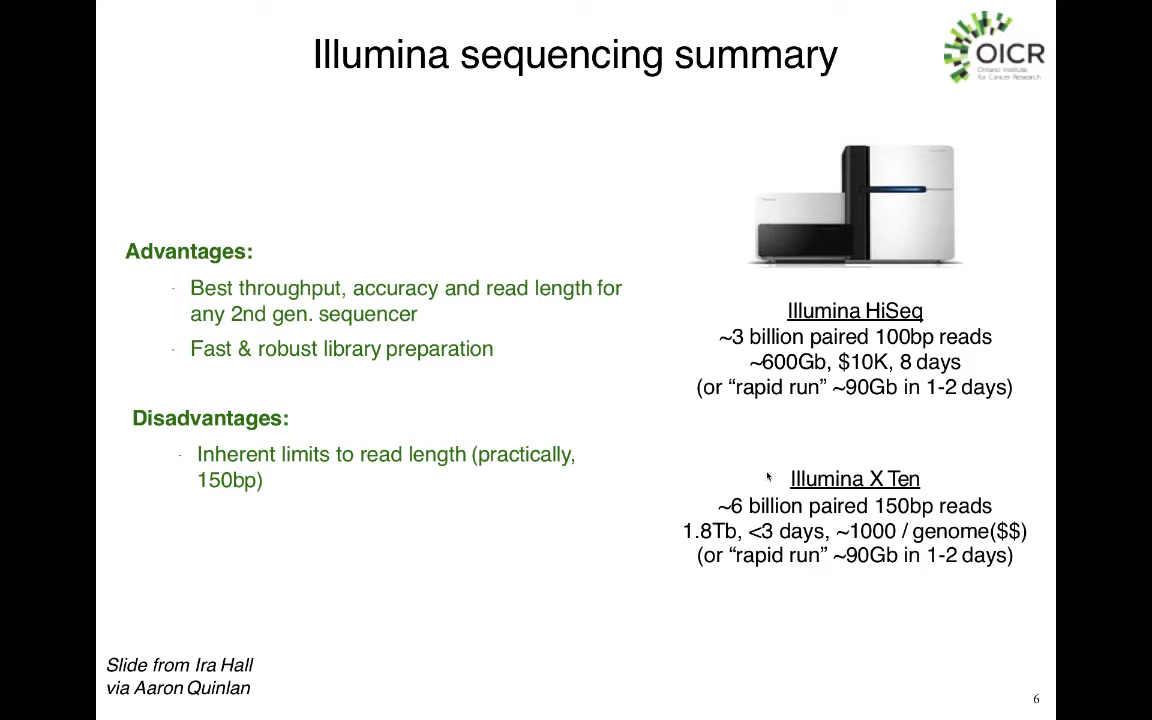 Illumina sequencing summary
OICR
Ontario Institute
for Cancer Research
Advantages:
- Best throughput, accuracy and read length for
any 2nd gen. sequencer
- Fast & robust library preparation
Disadvantages:
- Inherent limits to read length (practically,
150bp)
Illumina HiSeq
~3 billion paired 100bp reads
~600Gb, $10K, 8 days
(or “rapid run” ~90Gb in 1-2 days)
Illumina X Ten
~6 billion paired 150bp reads
1.8Tb, <3 days, ~1000 / genome($$)
(or “rapid run” ~90Gb in 1-2 days)
Slide from Ira Hall
via Aaron Quinlan
6